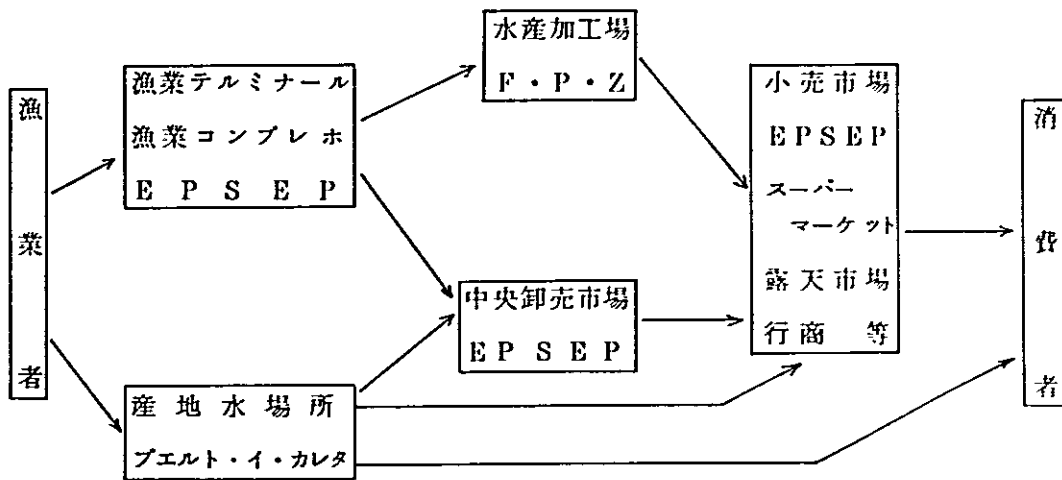 漁業者
漁業テルミナール
漁業コンプレホ
EPSEP
産地水場所
プエルト・イ・カレタ
水産加工場
F・P・Z
中央卸売市場
EPSEP
小売市場
EPSEP
スーパー
マーケット
露天市場
行商等
消費者